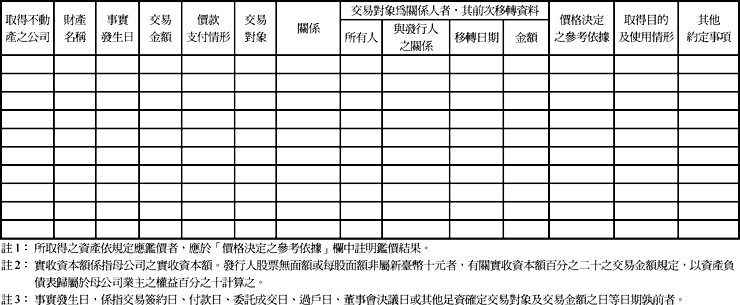 取得不動產之公司 財產名稱 事實發生日 交易金額 價款支付情形 交易對象 關係 交易對象為關係人者，其前次移轉資料 價格決定之參考依據 取得目的及使用情形 其他約定事項
所有人 與發行人之關係 移轉日期 金額
註1： 所取得之資產依規定應鑑價者，應於「價格決定之參考依據」欄中註明鑑價結果。
註2： 實收資本額係指母公司之實收資本額。發行人股票無面額或每股面額非屬新臺幣十元者，有關實收資本額百分之二十之交易金額規定，以資產負
債表歸屬於母公司業主之權益百分之十計算之。
註3： 事實發生日，係指交易簽約日、付款日、委託成交日、過戶日、董事會決議日或其他足資確定交易對象及交易金額之日等日期孰前者。